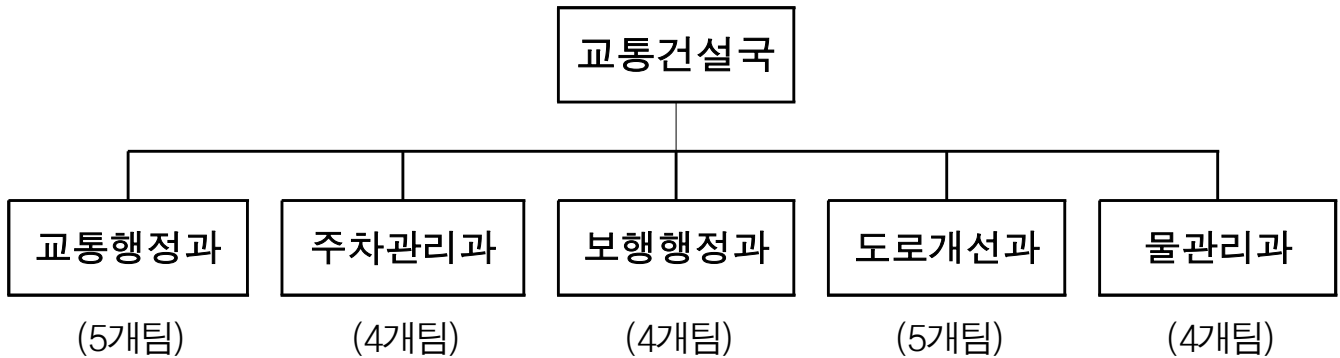 교통건설국
교통행정과 주차관리과 보행행정과 도로개선과 물관리과
(5개팀) (4개팀) (4개팀) (5개팀) (4개팀)